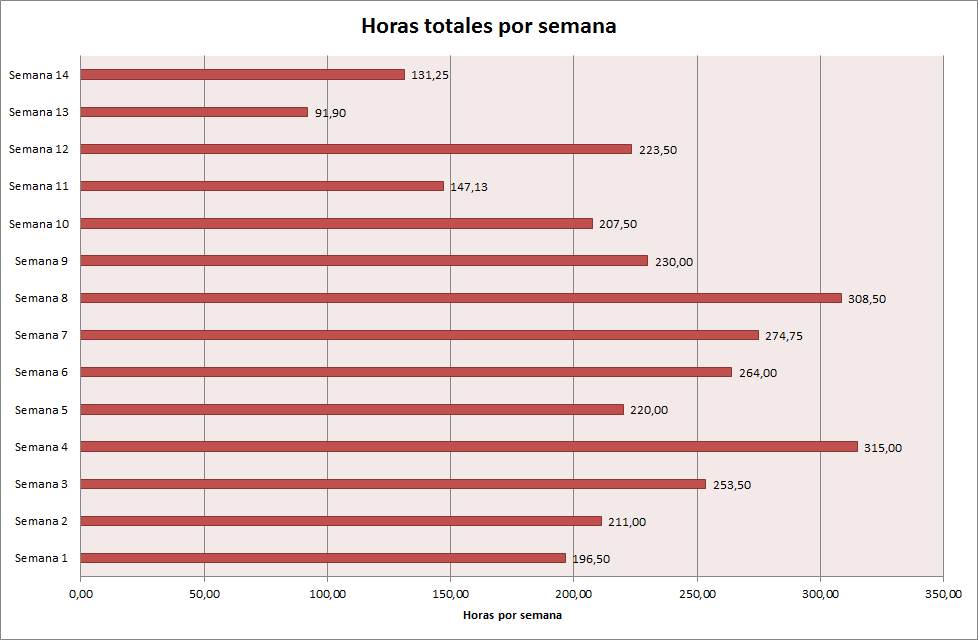 Horas totales por semana
Semana 14 131,25
Semana 13 91,90
Semana 12 223,50
Semana 11 147,13
Semana 10 207,50
Semana 9 230,00
Semana 8 308,50
Semana 7 274,75
Semana 6 264,00
Semana 5 220,00
Semana 4 315,00
Semana 3 253,50
Semana 2 211,00
Semana 1 196,50
0,00 50,00 100,00 150,00 200,00 250,00 300,00 350,00
Horas por semana